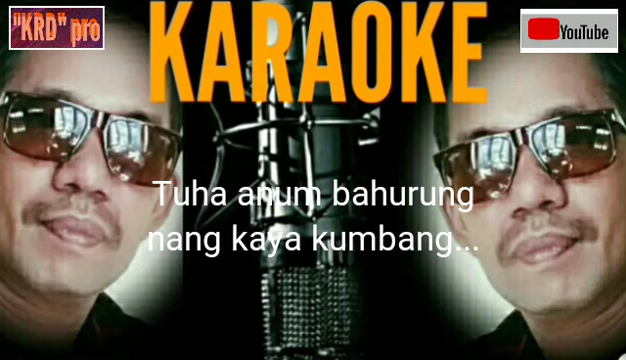 "KRD" pro
KARAOKE
YouTube
Tuha anum bahurung
nang kaya kumbang...